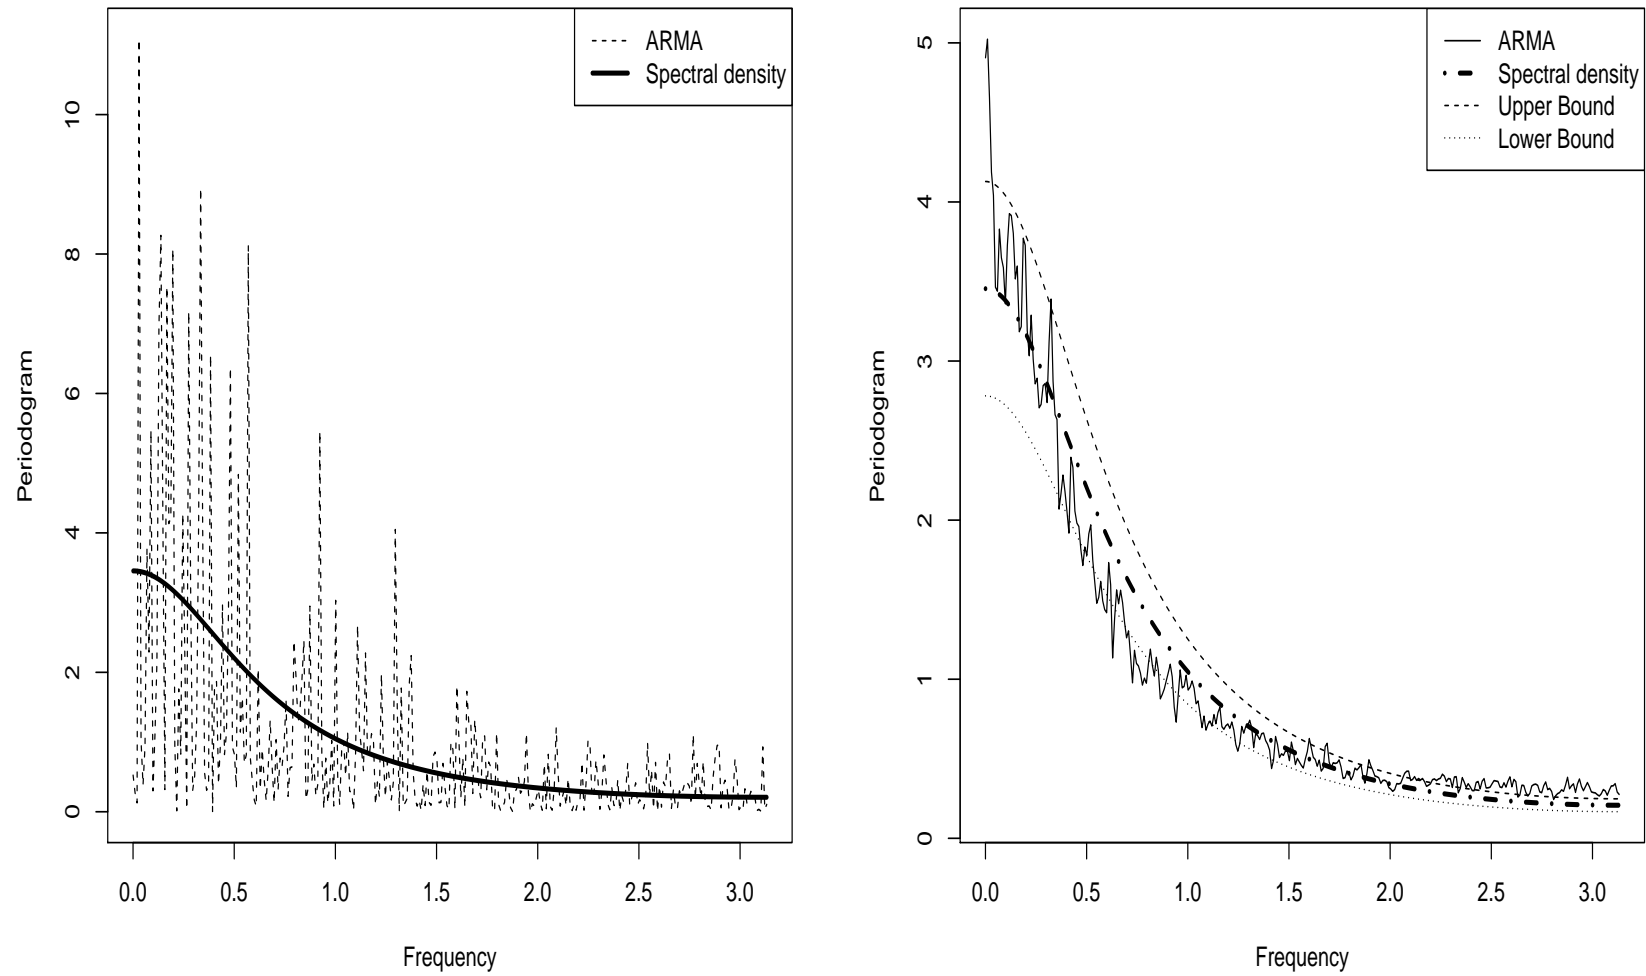 ARMA
Spectral density
Periodogram
0 2 4 6 8 10
0.0 0.5 1.0 1.5 2.0 2.5 3.0
Frequency
ARMA
Spectral density
Upper Bound
Lower Bound
Periodogram
0 1 2 3 4 5
0.0 0.5 1.0 1.5 2.0 2.5 3.0
Frequency